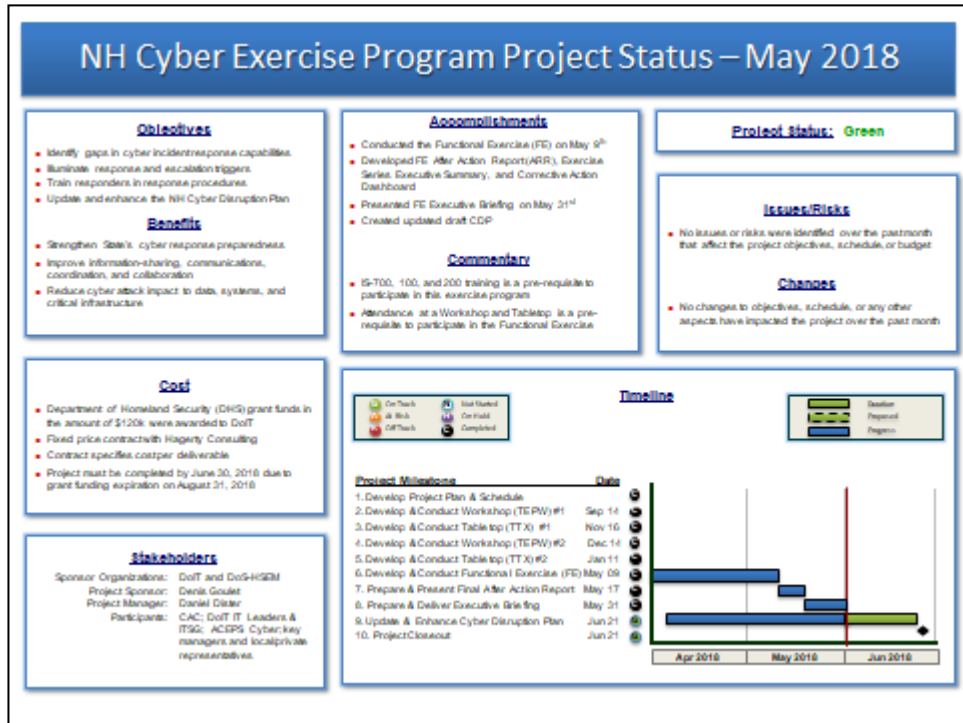 NH Cyber Exercise Program Project Status – May 2018
Objectives
Identify gaps in cyber incident response capabilities
Illuminate response and escalation triggers
Train responders in response procedures
Update and enhance the NH Cyber Disruption Plan
Benefits
Strengthen State's cyber response preparedness
Improve information-sharing, communications,
coordination, and collaboration
Reduce cyber attack impact to data, systems, and
critical infrastructure
Accomplishments
Conducted the Functional Exercise (FE) on May 9th
Developed FE After Action Report (ARR), Exercise
Series Executive Summary, and Corrective Action
Dashboard
Presented FE Executive Briefing on May 31st
Created updated draft CDP
Commentary
IS-700, 100, and 200 training is a pre-requisite to
participate in this exercise program
Attendance at a Workshop and Tabletop is a pre-
requisite to participate in the Functional Exercise
Project Status: Green
Issues/Risks
No issues or risks were identified over the past month
that affect the project objectives, schedule, or budget
Changes
No changes to objectives, schedule, or any other
aspects have impacted the project over the past month
Cost
Department of Homeland Security (DHS) grant funds in
the amount of $120k were awarded to DoIT
Fixed price contract with Hagerty Consulting
Contract specifies cost per deliverable
Project must be completed by June 30, 2018 due to
grant funding expiration on August 31, 2018
Stakeholders
Sponsor Organizations: DoIT and DoS-HSEM
Project Sponsor: Denis Goulet
Project Manager: Daniel Dister
Participants: CAC; DoIT IT Leaders &
ITSG; ACEPS Cyber; key
managers and local/private
representatives.
Timeline
On Track Not Started
At Risk On Hold
Off Track Completed
Duration
Proposed
Progress
Project Milestone Date
1. Develop Project Plan & Schedule
2. Develop & Conduct Workshop (TEPW) #1 Sep 14
3. Develop & Conduct Tabletop (TTX) #1 Nov 16
4. Develop & Conduct Workshop (TEPW) #2 Dec 14
5. Develop & Conduct Tabletop (TTX) #2 Jan 11
6. Develop & Conduct Functional Exercise (FE) May 09
7. Prepare & Present Final After Action Report May 17
8. Prepare & Deliver Executive Briefing May 31
9. Update & Enhance Cyber Disruption Plan Jun 21
10. Project Closeout Jun 21
Apr 2018 May 2018 Jun 2018